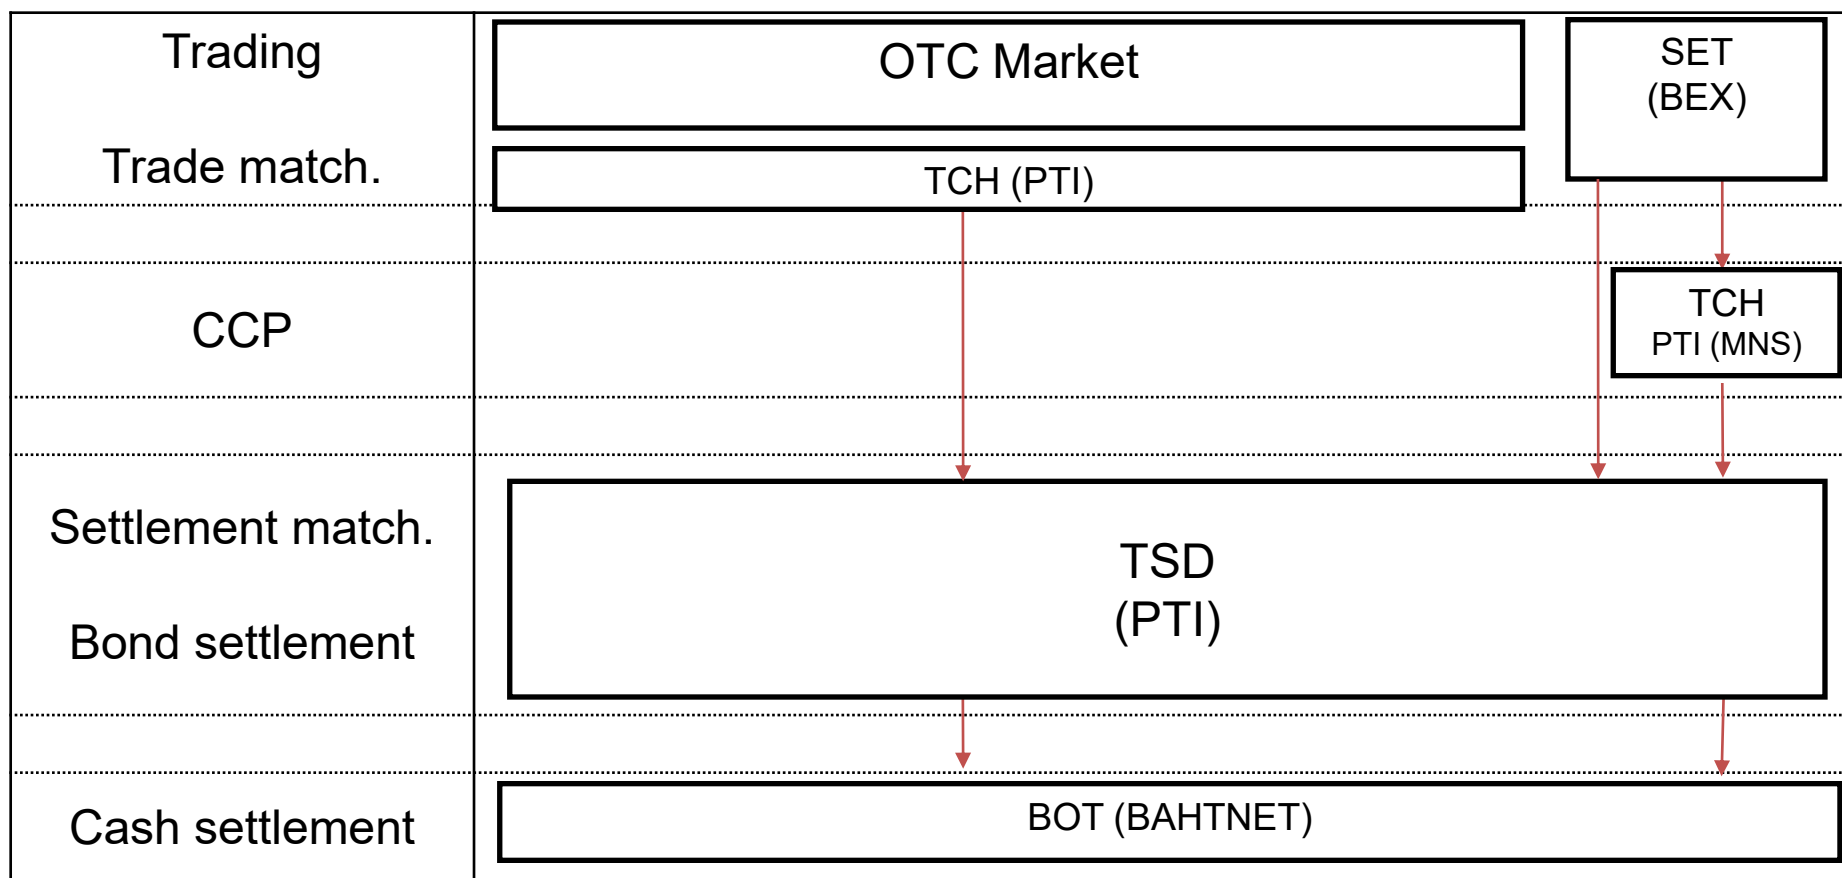 Trading
OTC Market
SET
(BEX)
Trade match.
TCH (PTI)
CCP
TCH
PTI (MNS)
Settlement match.
TSD
(PTI)
Bond settlement
Cash settlement
BOT (BAHTNET)